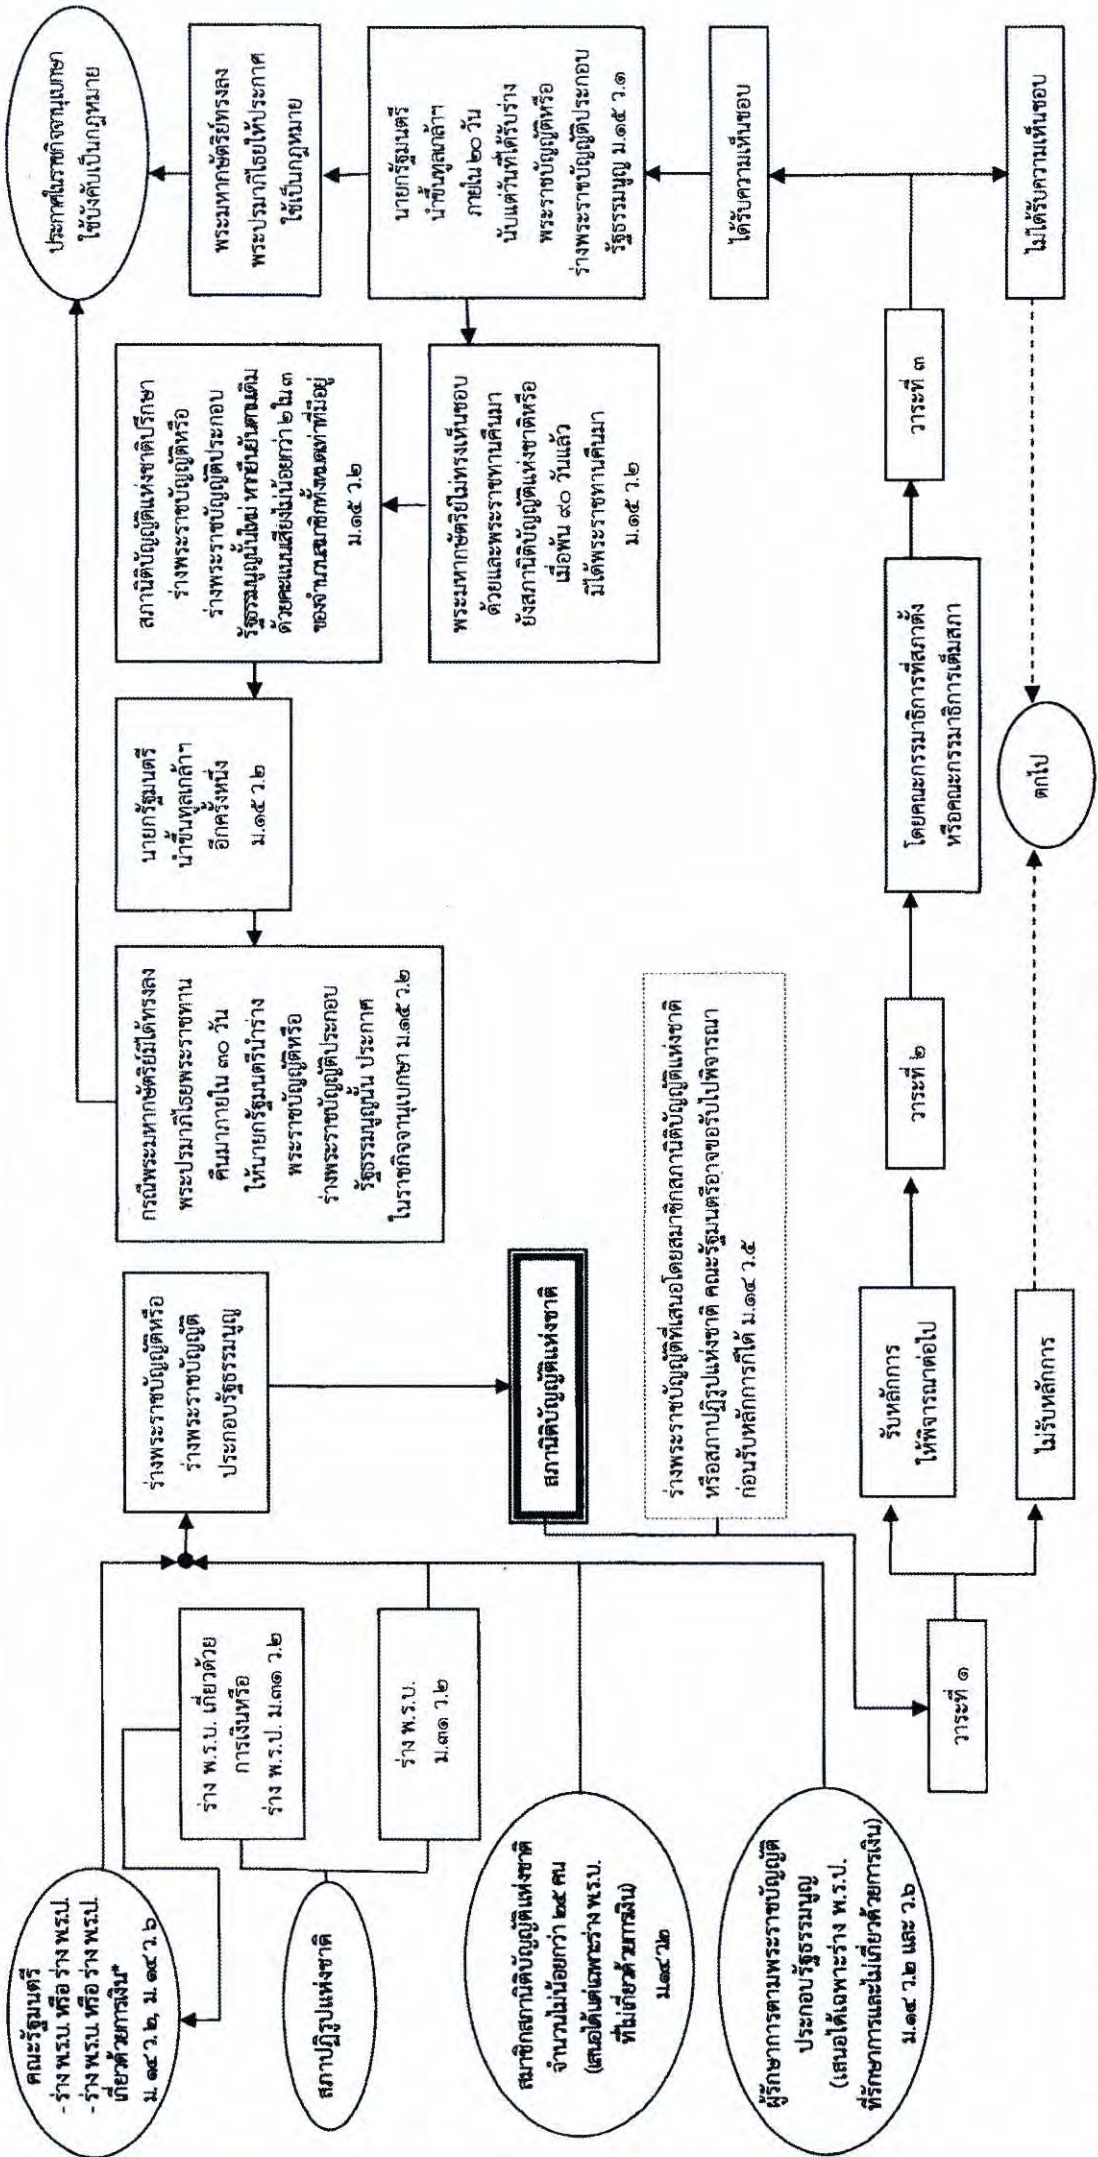 คณะรัฐมนตรี
- ร่าง พ.ร.บ. หรือ ร่าง พ.ร.ป.
- ร่าง พ.ร.บ. หรือ ร่าง พ.ร.ป.
เกี่ยวด้วยการเงิน*
ม. ๑๔ ว. ๒, ม. ๑๔ ว. ๖
สภาปฏิรูปแห่งชาติ
สมาชิกสภานิติบัญญัติแห่งชาติ
จำนวนไม่น้อยกว่า ๒๕ คน
(เสนอได้แต่เฉพาะร่าง พ.ร.บ.
ที่ไม่เกี่ยวด้วยการเงิน)
ม.๑๔ ว.๒
ผู้รักษาการตามพระราชบัญญัติ
ประกอบรัฐธรรมนูญ
(เสนอได้เฉพาะร่าง พ.ร.ป.
ที่รักษาการและไม่เกี่ยวด้วยการเงิน)
ม.๑๔ ว.๒ และ ว.๖
ร่าง พ.ร.บ. เกี่ยวด้วย
การเงินหรือ
ร่าง พ.ร.ป. ม.๓๑ ว.๒
ร่าง พ.ร.บ.
ม.๓๑ ว.๒
ร่างพระราชบัญญัติหรือ
ร่างพระราชบัญญัติ
ประกอบรัฐธรรมนูญ
สภานิติบัญญัติแห่งชาติ
ร่างพระราชบัญญัติที่เสนอโดยสมาชิกสภานิติบัญญัติแห่งชาติ
หรือสภาปฏิรูปแห่งชาติ คณะรัฐมนตรีอาจขอรับไปพิจารณา
ก่อนรับหลักการก็ได้ ม.๑๔ ว.๕
วาระที่ ๑
รับหลักการ
ให้พิจารณาต่อไป
ไม่รับหลักการ
วาระที่ ๒
โดยคณะกรรมาธิการที่สภาตั้ง
หรือคณะกรรมาธิการเต็มสภา
ตกไป
วาระที่ ๓
ได้รับความเห็นชอบ
ไม่ได้รับความเห็นชอบ
นายกรัฐมนตรี
นำขึ้นทูลเกล้าฯ
ภายใน ๒๐ วัน
นับแต่วันที่ได้รับร่าง
พระราชบัญญัติหรือ
ร่างพระราชบัญญัติประกอบ
รัฐธรรมนูญ ม.๑๕ ว.๑
พระมหากษัตริย์ทรงลง
พระปรมาภิไธยให้ประกาศ
ใช้เป็นกฎหมาย
ประกาศในราชกิจจานุเบกษา
ใช้บังคับเป็นกฎหมาย
พระมหากษัตริย์ไม่ทรงเห็นชอบ
ด้วยและพระราชทานคืนมา
ยังสภานิติบัญญัติแห่งชาติหรือ
เมื่อพ้น ๙๐ วันแล้ว
มิได้พระราชทานคืนมา
ม.๑๕ ว.๒
สภานิติบัญญัติแห่งชาติปรึกษา
ร่างพระราชบัญญัติหรือ
ร่างพระราชบัญญัติประกอบ
รัฐธรรมนูญนั้นใหม่ หากยืนยันตามเดิม
ด้วยคะแนนเสียงไม่น้อยกว่า ๒ ใน ๓
ของจำนวนสมาชิกทั้งหมดเท่าที่มีอยู่
ม.๑๕ ว.๒
นายกรัฐมนตรี
นำขึ้นทูลเกล้าฯ
อีกครั้งหนึ่ง
ม.๑๕ ว.๒
กรณีพระมหากษัตริย์มิได้ทรงลง
พระปรมาภิไธยพระราชทาน
คืนมาภายใน ๓๐ วัน
ให้นายกรัฐมนตรีนำร่าง
พระราชบัญญัติหรือ
ร่างพระราชบัญญัติประกอบ
รัฐธรรมนูญนั้น ประกาศ
ในราชกิจจานุเบกษา ม.๑๕ ว.๒